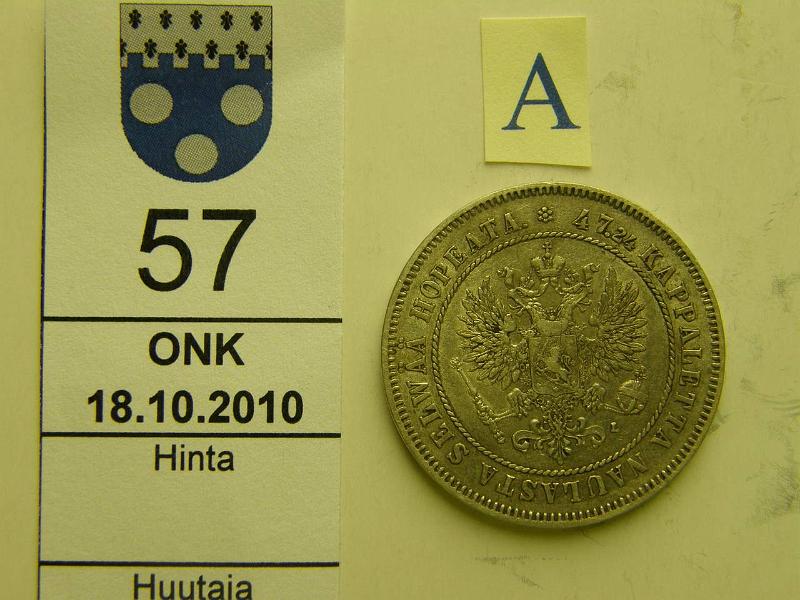 57
ONK
18.10.2010
Hinta
Huutaja
A
47.24 KAPPALETTA NAULASTA SELWÄÄ HOPEATA.
L